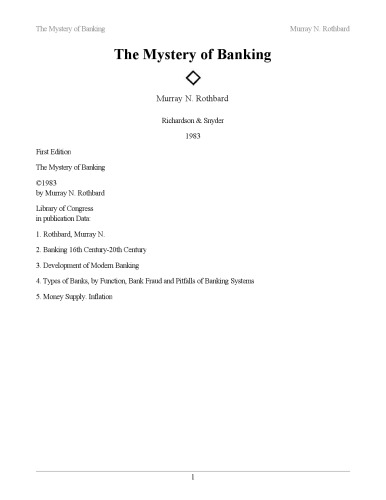 The Mystery of Banking Murray N. Rothbard
The Mystery of Banking
Murray N. Rothbard
Richardson & Snyder
1983
First Edition
The Mystery of Banking
©1983
by Murray N. Rothbard
Library of Congress
in publication Data:
1. Rothbard, Murray N.
2. Banking 16th Century-20th Century
3. Development of Modern Banking
4. Types of Banks, by Function, Bank Fraud and Pitfalls of Banking Systems
5. Money Supply. Inflation
1